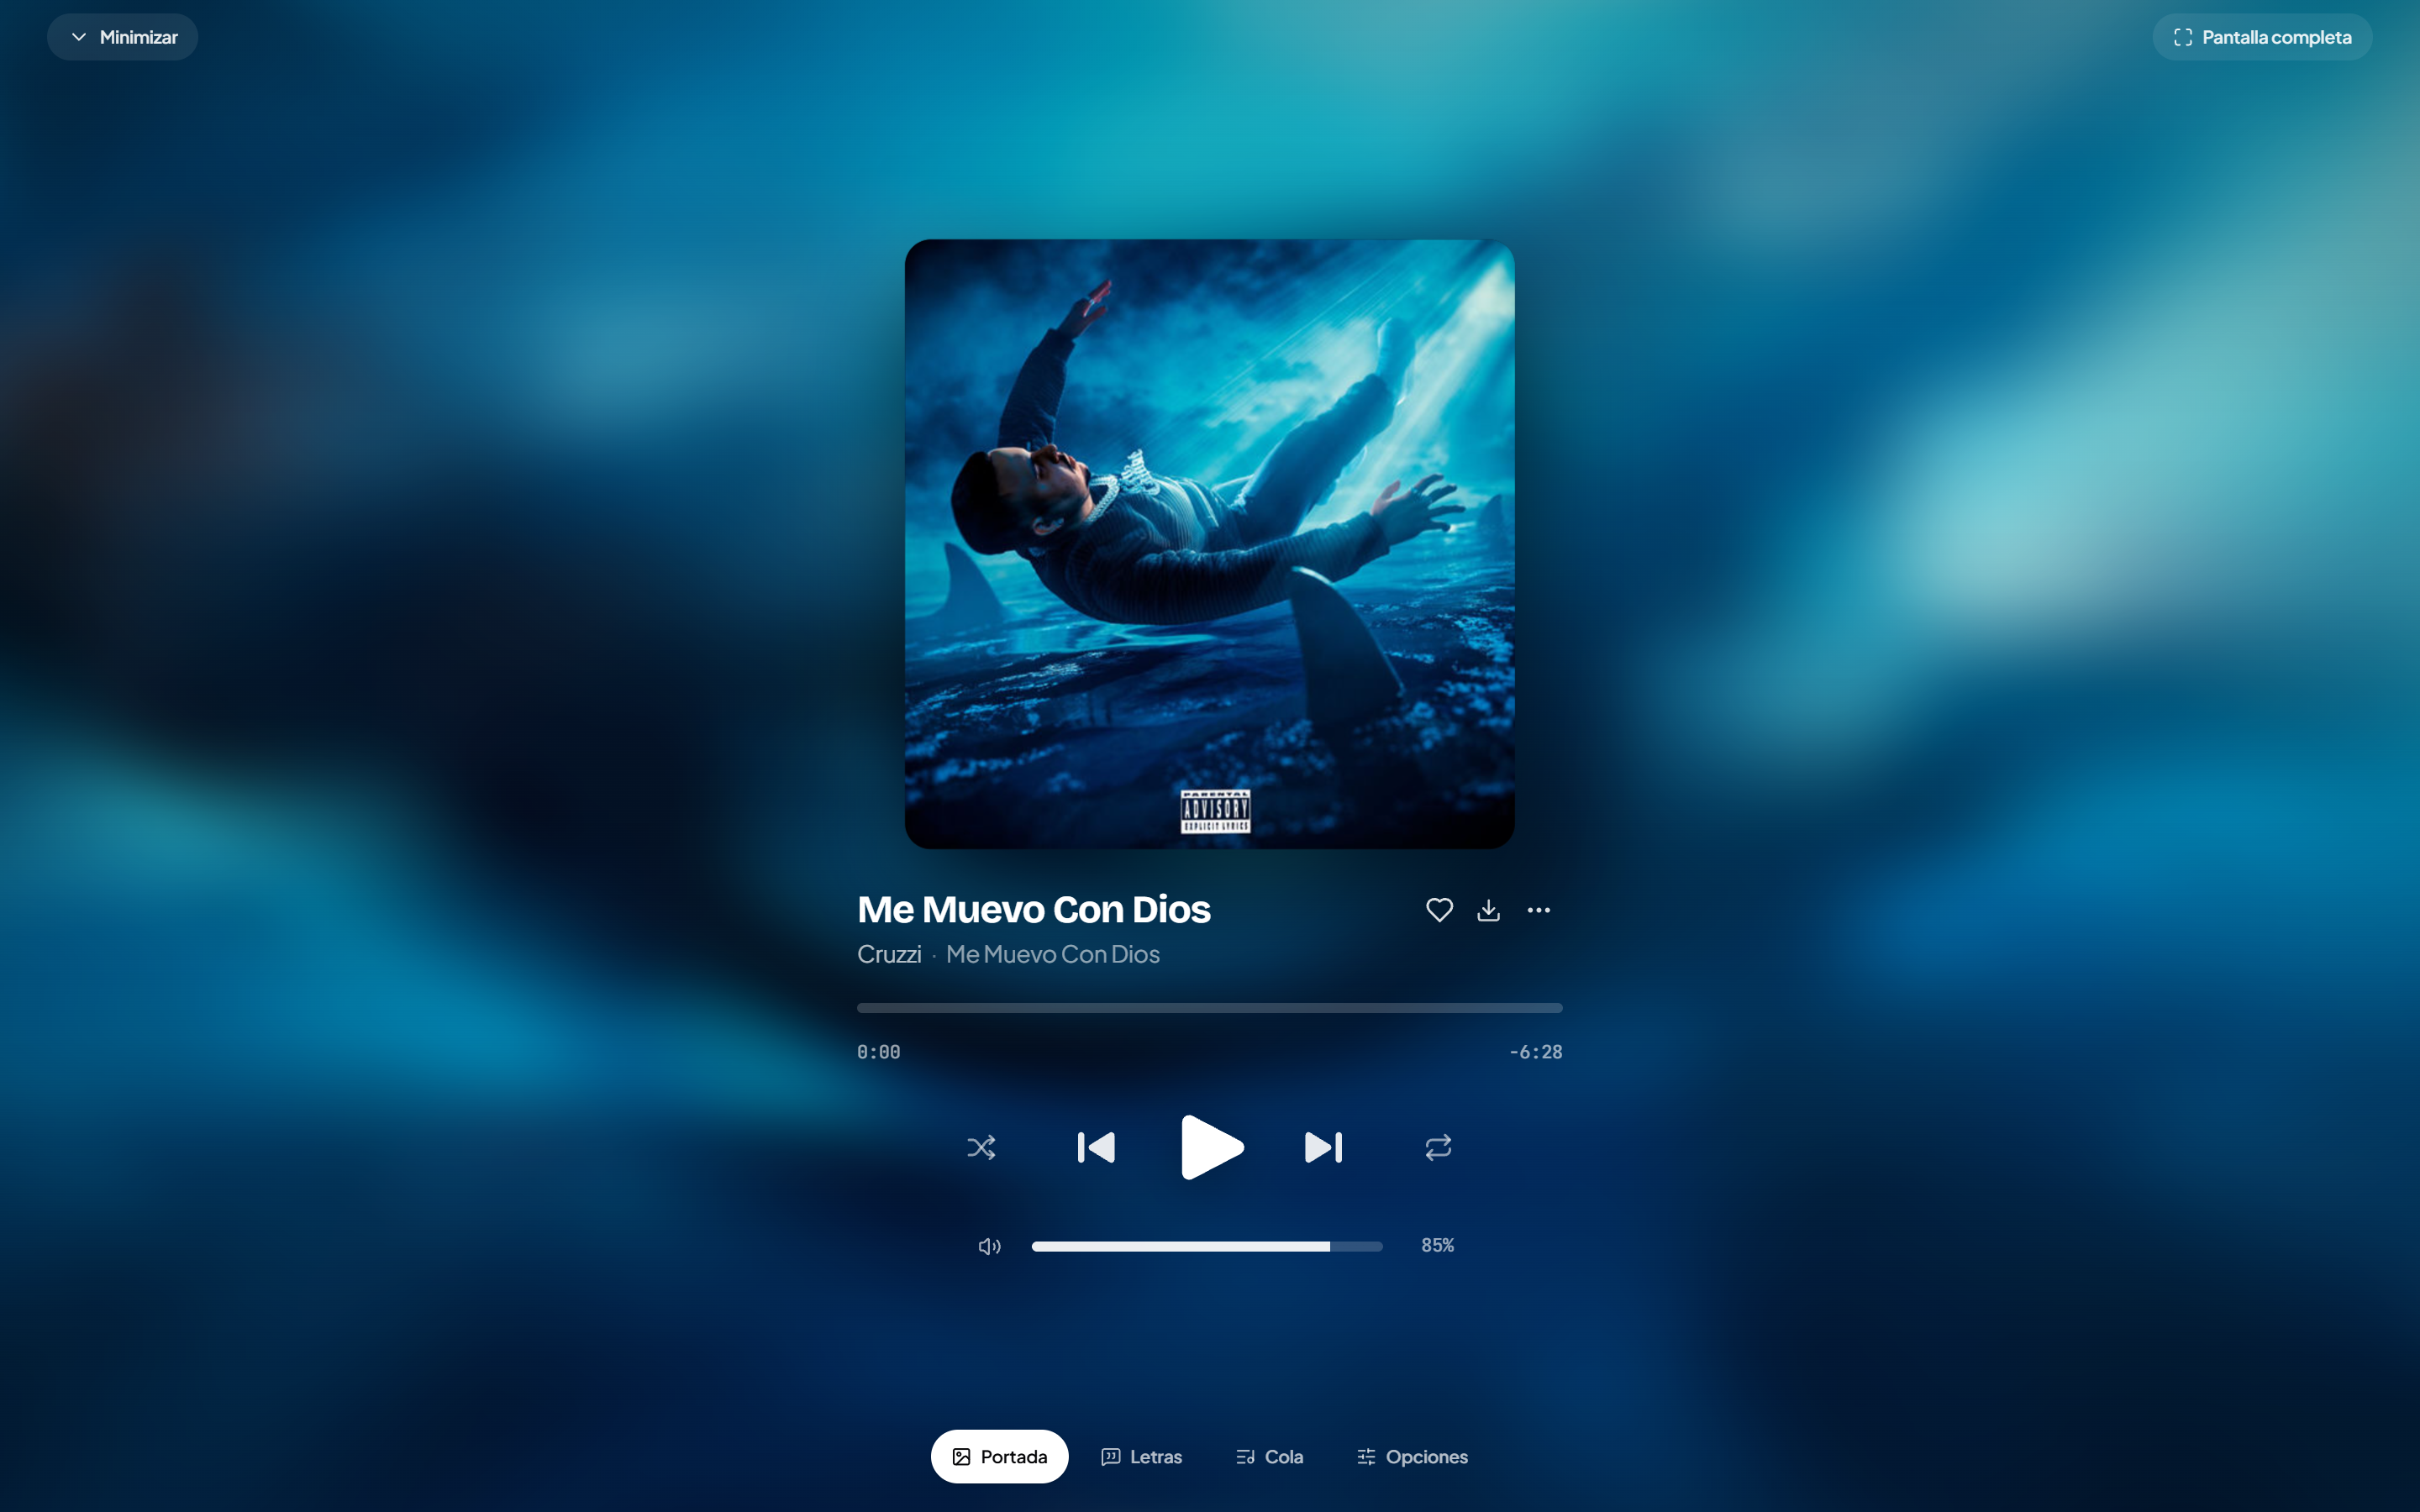 Minimizar
Pantalla completa
PARENTAL
ADVISORY
EXPLICIT LYRICS
Me Muevo Con Dios
Cruzzi · Me Muevo Con Dios
0:00
-6:28
85%
Portada
Letras
Cola
Opciones